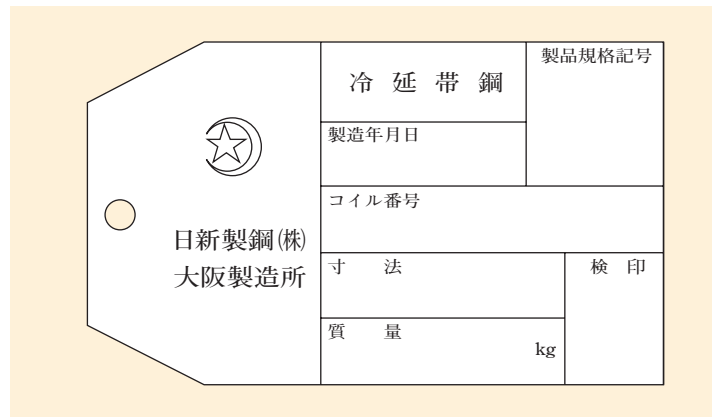 日新製鋼㈱
大阪製造所
冷延帯鋼
製品規格記号
製造年月日
コイル番号
寸法
検印
質量
kg